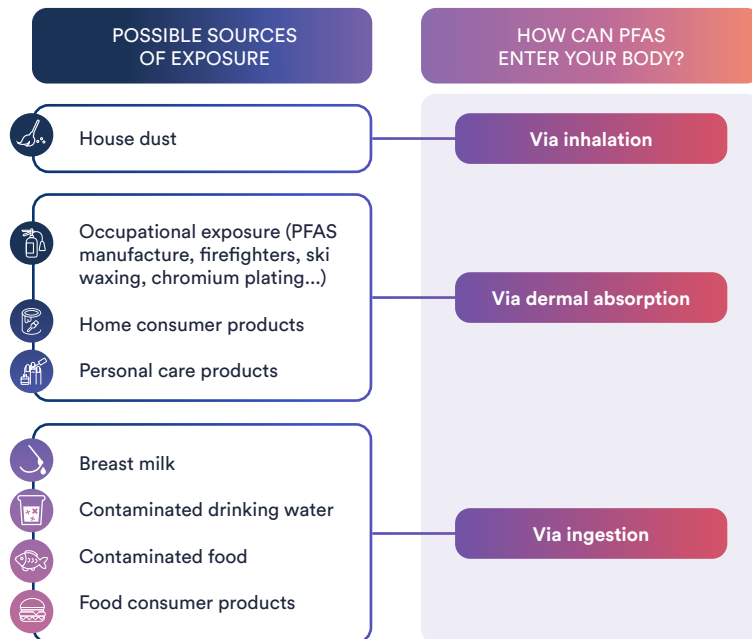 POSSIBLE SOURCES
OF EXPOSURE
HOW CAN PFAS
ENTER YOUR BODY?
House dust
Via inhalation
Occupational exposure (PFAS
manufacture, firefighters, ski
waxing, chromium plating...)
Home consumer products
Personal care products
Via dermal absorption
Breast milk
Contaminated drinking water
Contaminated food
Food consumer products
Via ingestion